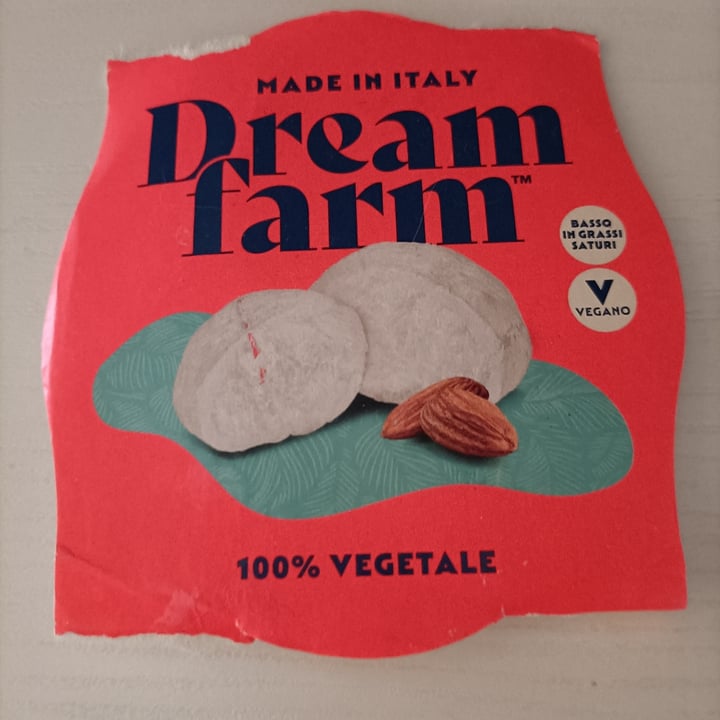 MADE IN ITALY
Dream
farm™
BASSO
IN GRASSI
SATURI
V
VEGANO
100% VEGETALE